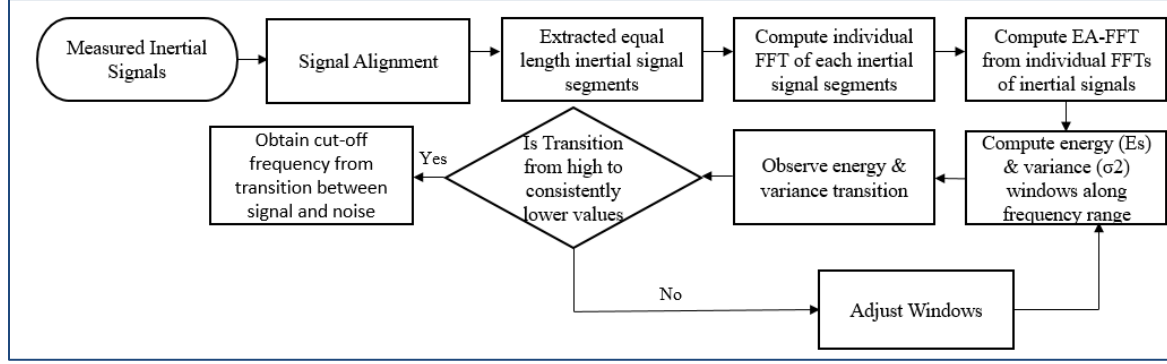 Measured Inertial
Signals
Signal Alignment
Extracted equal
length inertial signal
segments
Compute individual
FFT of each inertial
signal segments
Compute EA-FFT
from individual FFTs
of inertial signals
Compute energy (Es)
& variance (σ2)
windows along
frequency range
Observe energy &
variance transition
Is Transition
from high to
consistently
lower values
Yes
Obtain cut-off
frequency from
transition between
signal and noise
No
Adjust Windows